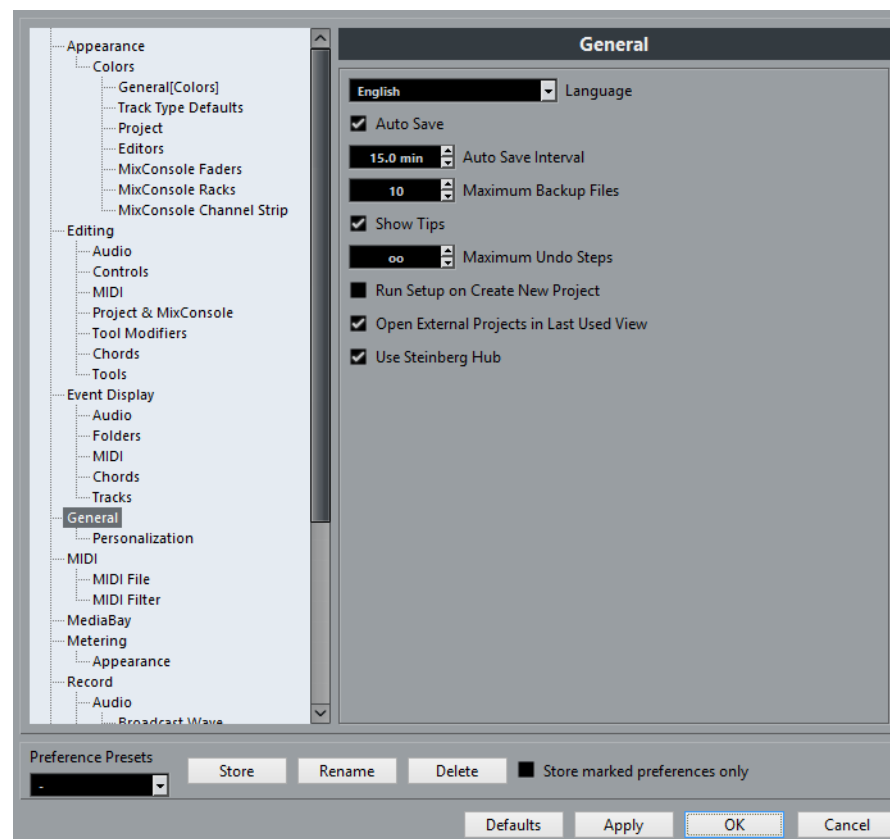 Appearance
Colors
General[Colors]
Track Type Defaults
Project
Editors
MixConsole Faders
MixConsole Racks
MixConsole Channel Strip
Editing
Audio
Controls
MIDI
Project & MixConsole
Tool Modifiers
Chords
Tools
Event Display
Audio
Folders
MIDI
Chords
Tracks
General
Personalization
MIDI
MIDI File
MIDI Filter
MediaBay
Metering
Appearance
Record
Audio
Broadcast Wave
General
English Language
Auto Save
15.0 min Auto Save Interval
10 Maximum Backup Files
Show Tips
oo Maximum Undo Steps
Run Setup on Create New Project
Open External Projects in Last Used View
Use Steinberg Hub
Preference Presets
-
Store Rename Delete Store marked preferences only
Defaults Apply OK Cancel